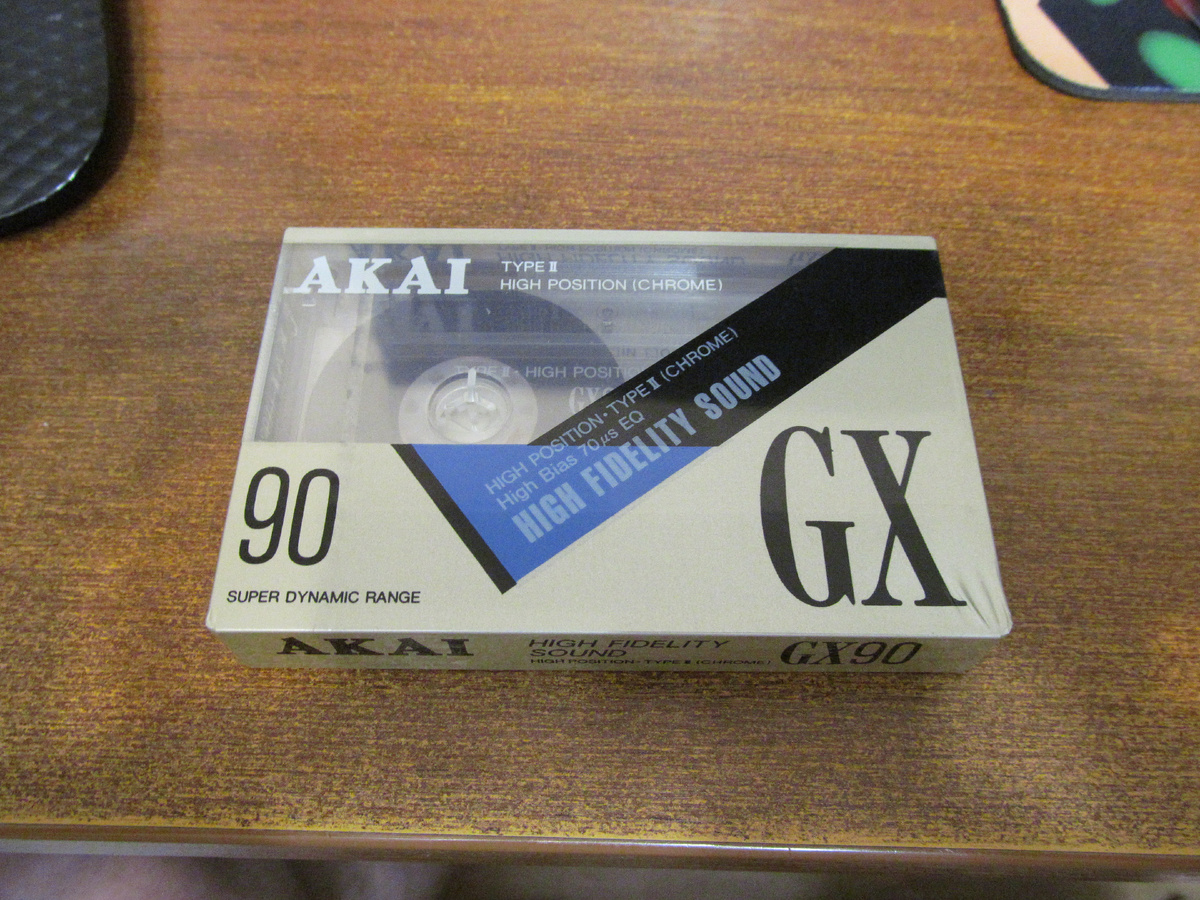 AKAI
TYPE II
HIGH POSITION (CHROME)
TYPE II · HIGH POSITION
HIGH POSITION · TYPE II (CHROME)
High Bias 70μs EQ
HIGH FIDELITY SOUND
GX
90
SUPER DYNAMIC RANGE
AKAI
HIGH FIDELITY
SOUND
HIGH POSITION · TYPE II (CHROME)
GX90